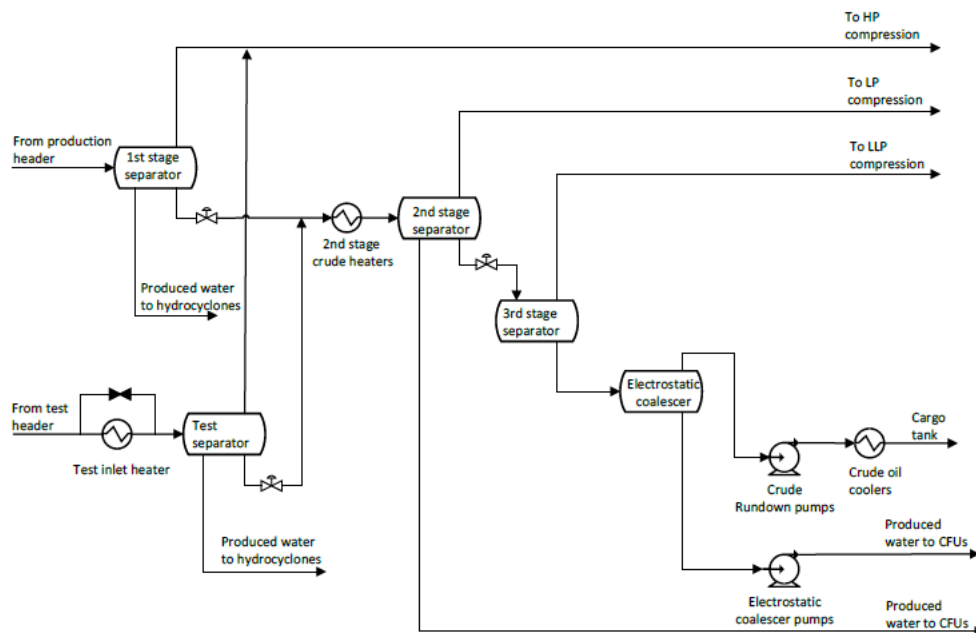 To HP
compression
To LP
compression
From production
header
1st stage
separator
To LLP
compression
2nd stage
separator
2nd stage
crude heaters
Produced water
to hydrocyclones
3rd stage
separator
Electrostatic
coalescer
From test
header
Test
separator
Cargo
tank
Test inlet heater
Crude
Rundown pumps
Crude oil
coolers
Produced
water to CFUs
Produced water
to hydrocyclones
Electrostatic
coalescer pumps
Produced
water to CFUs